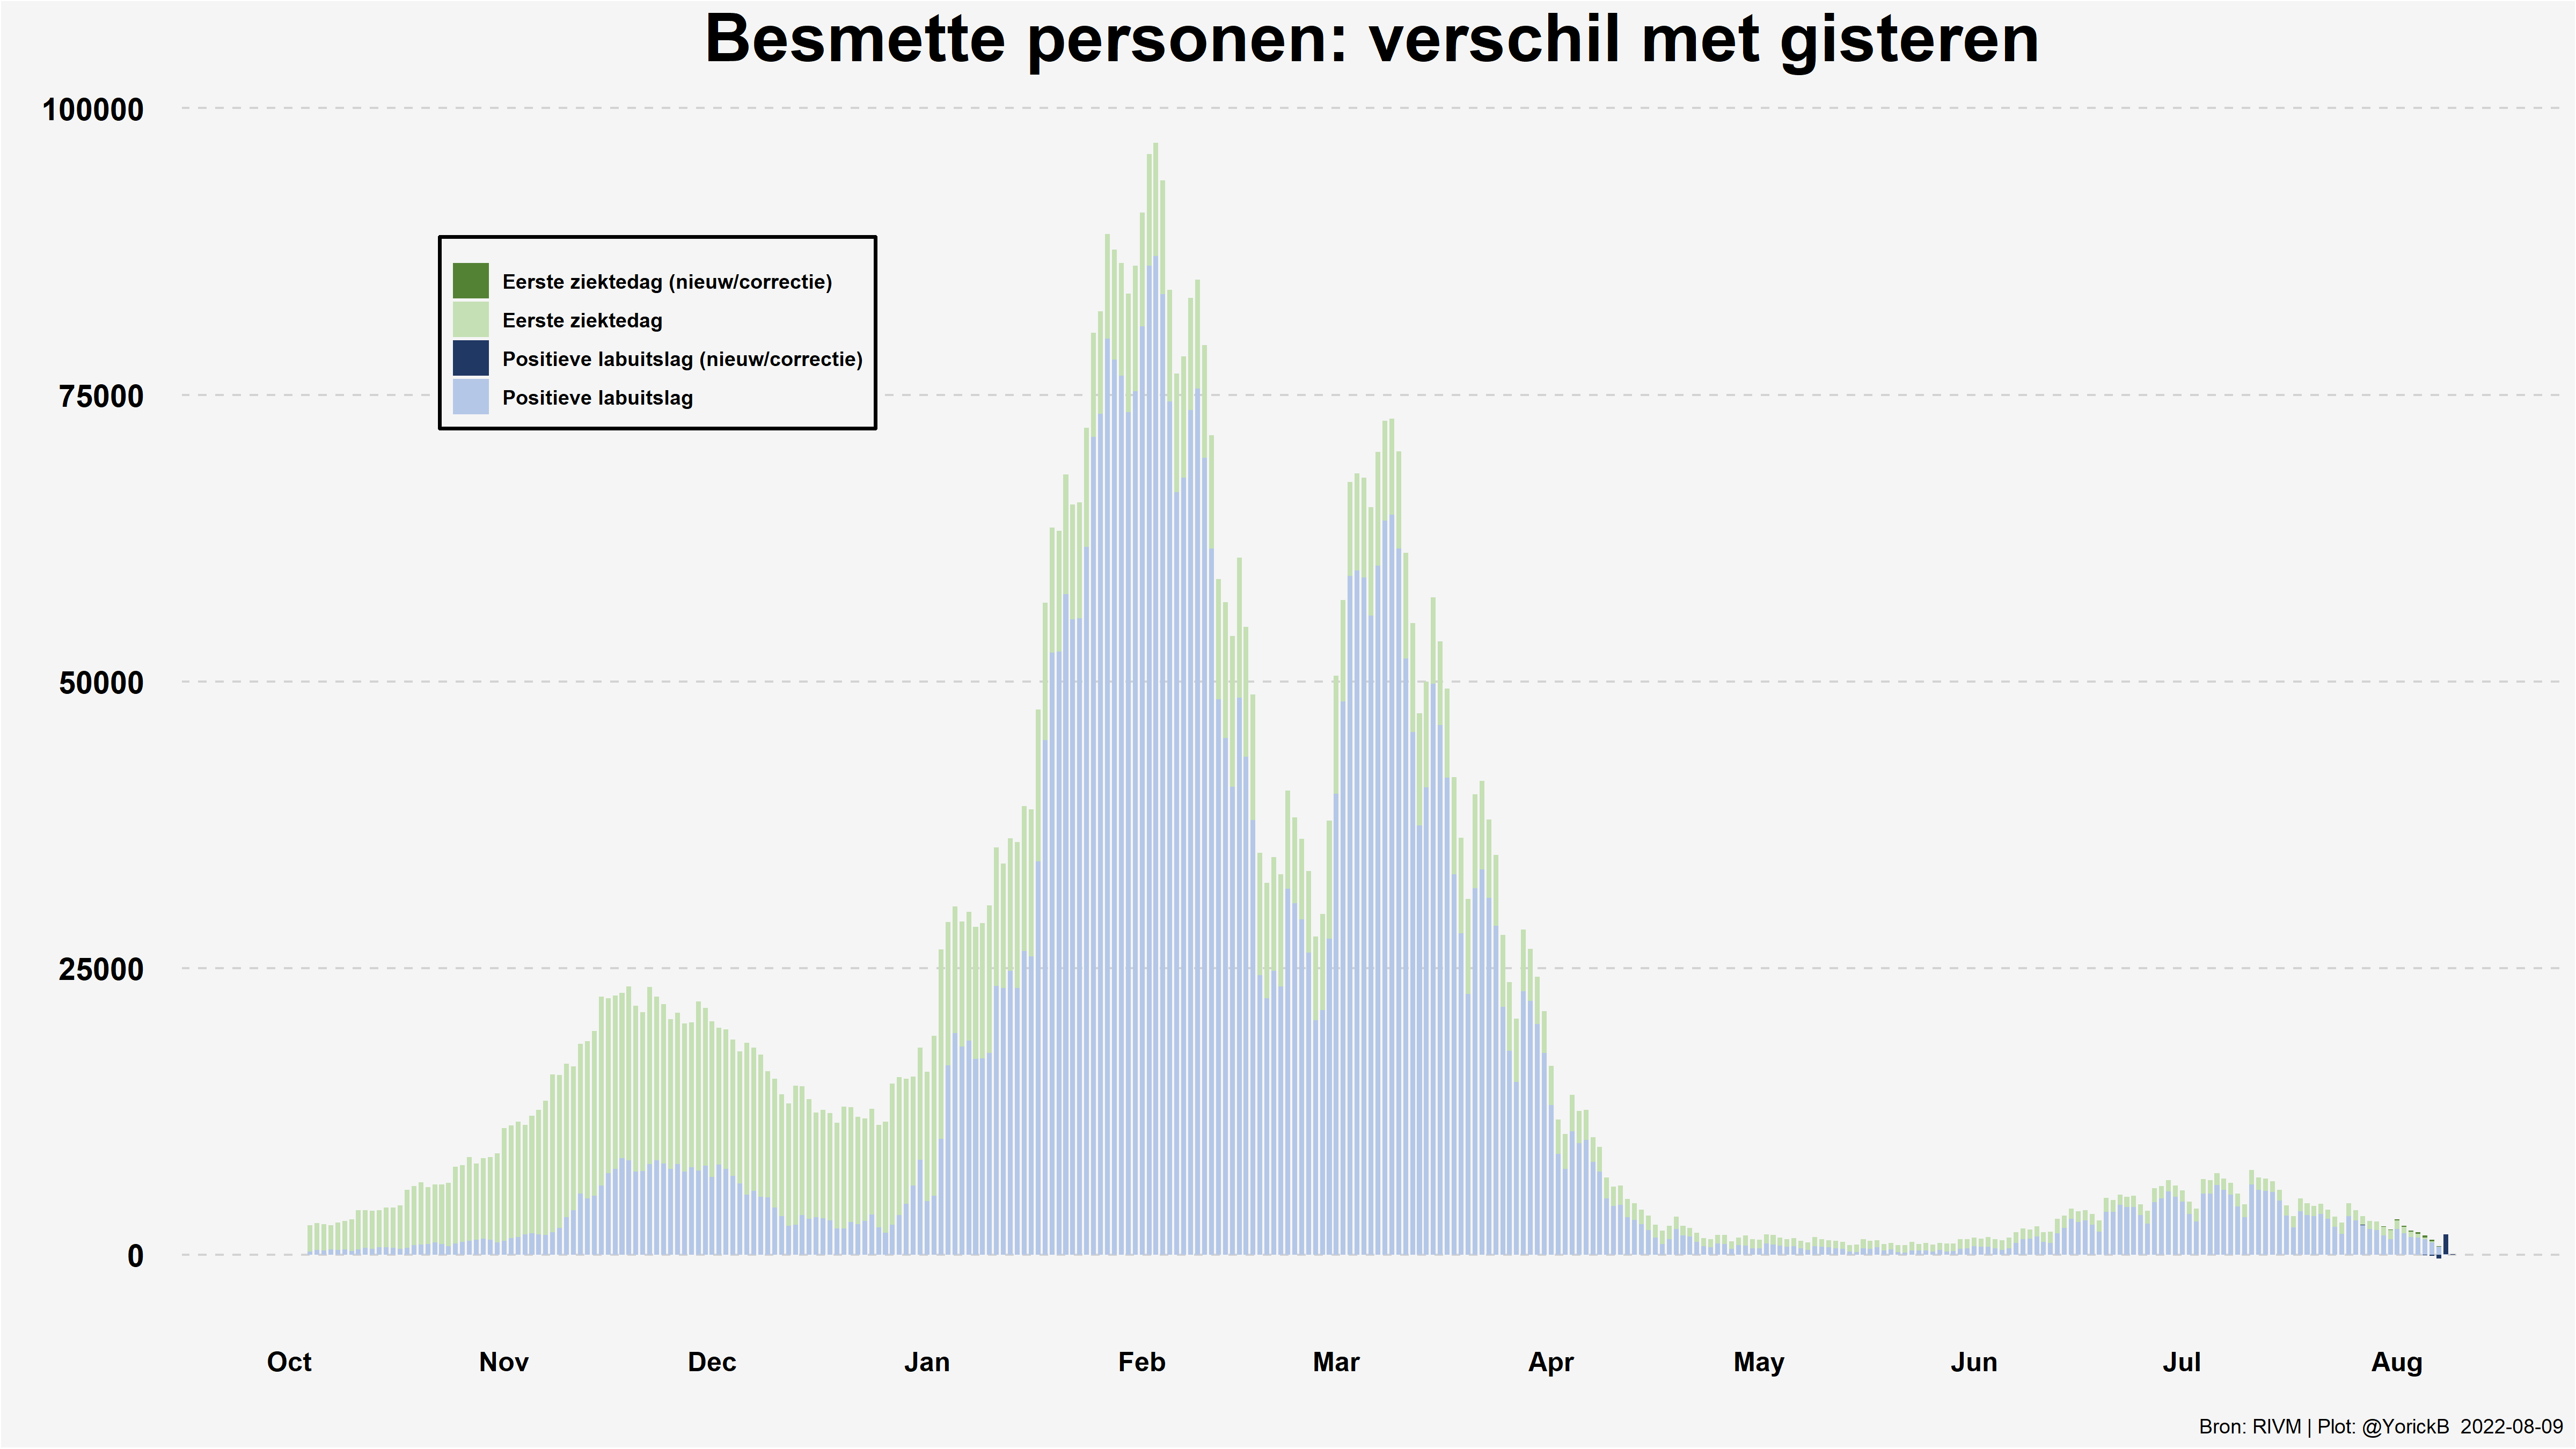 Besmette personen: verschil met gisteren
100000
75000
50000
25000
0
Eerste ziektedag (nieuw/correctie)
Eerste ziektedag
Positieve labuitslag (nieuw/correctie)
Positieve labuitslag
Oct Nov Dec Jan Feb Mar Apr May Jun Jul Aug
Bron: RIVM | Plot: @YorickB 2022-08-09